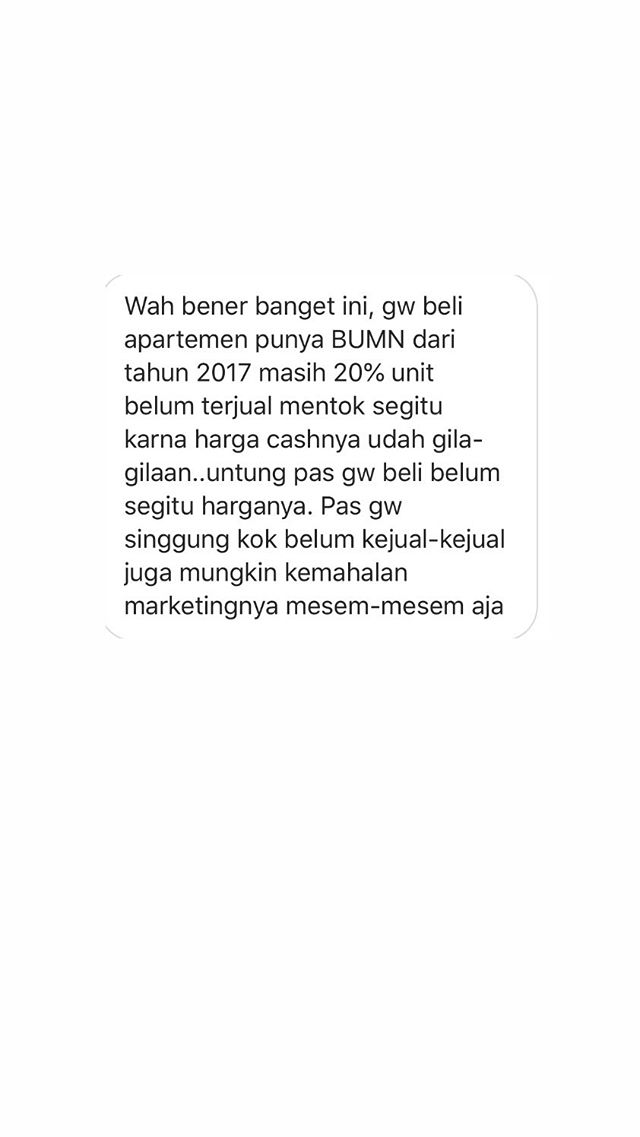 Wah bener banget ini, gw beli
apartemen punya BUMN dari
tahun 2017 masih 20% unit
belum terjual mentok segitu
karna harga cashnya udah gila-
gilaan..untung pas gw beli belum
segitu harganya. Pas gw
singgung kok belum kejual-kejual
juga mungkin kemahalan
marketingnya mesem-mesem aja